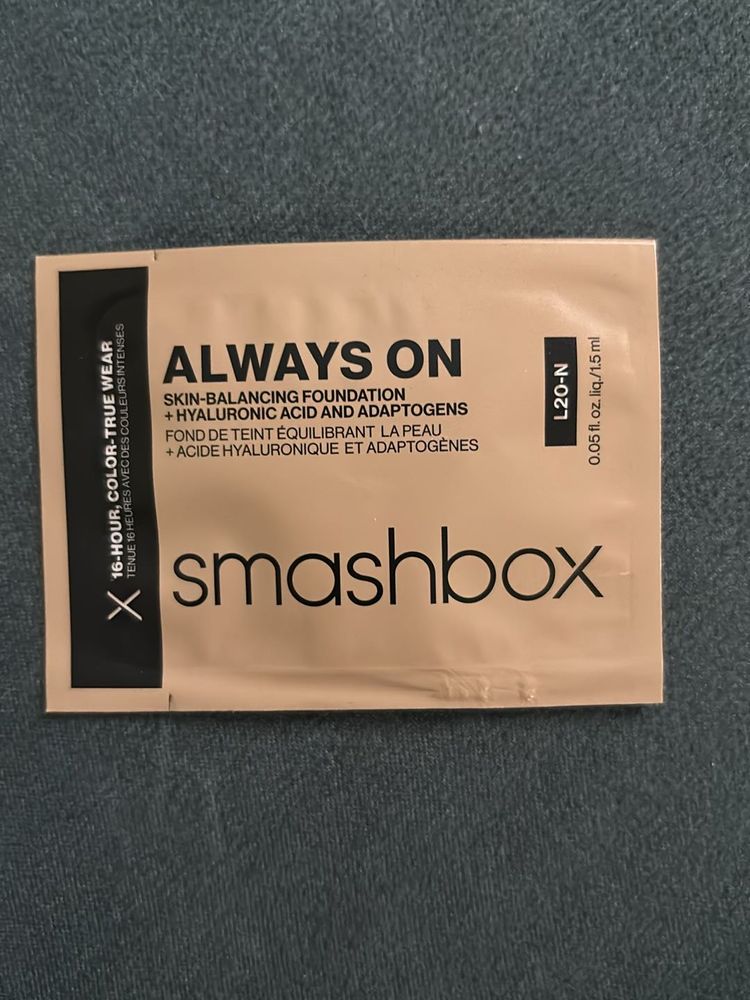 X 16-HOUR, COLOR-TRUE WEAR
TENUE 16 HEURES AVEC DES COULEURS INTENSES
ALWAYS ON
SKIN-BALANCING FOUNDATION
+ HYALURONIC ACID AND ADAPTOGENS
FOND DE TEINT ÉQUILIBRANT LA PEAU
+ ACIDE HYALURONIQUE ET ADAPTOGÈNES
L20-N
0.05 fl. oz. liq./1.5 ml
smashbox